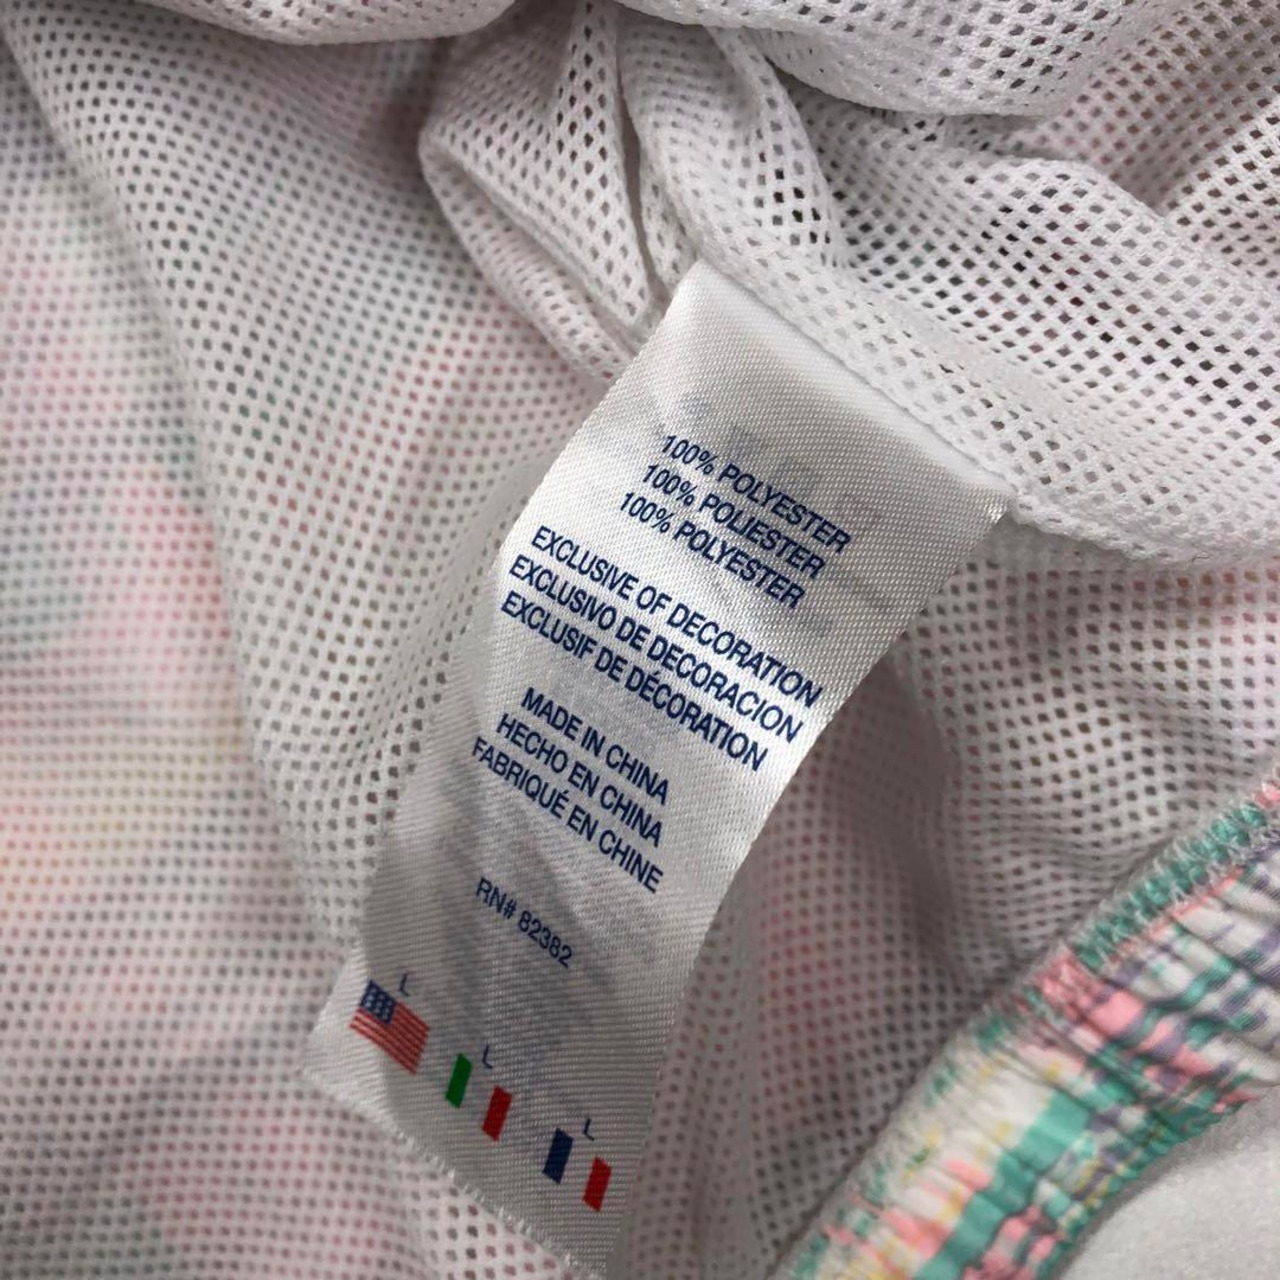 100% POLYESTER
100% POLIESTER
100% POLYESTER
EXCLUSIVE OF DECORATION
EXCLUSIVO DE DECORACION
EXCLUSIF DE DÉCORATION
MADE IN CHINA
HECHO EN CHINA
FABRIQUÉ EN CHINE
RN# 82382
L
L
L